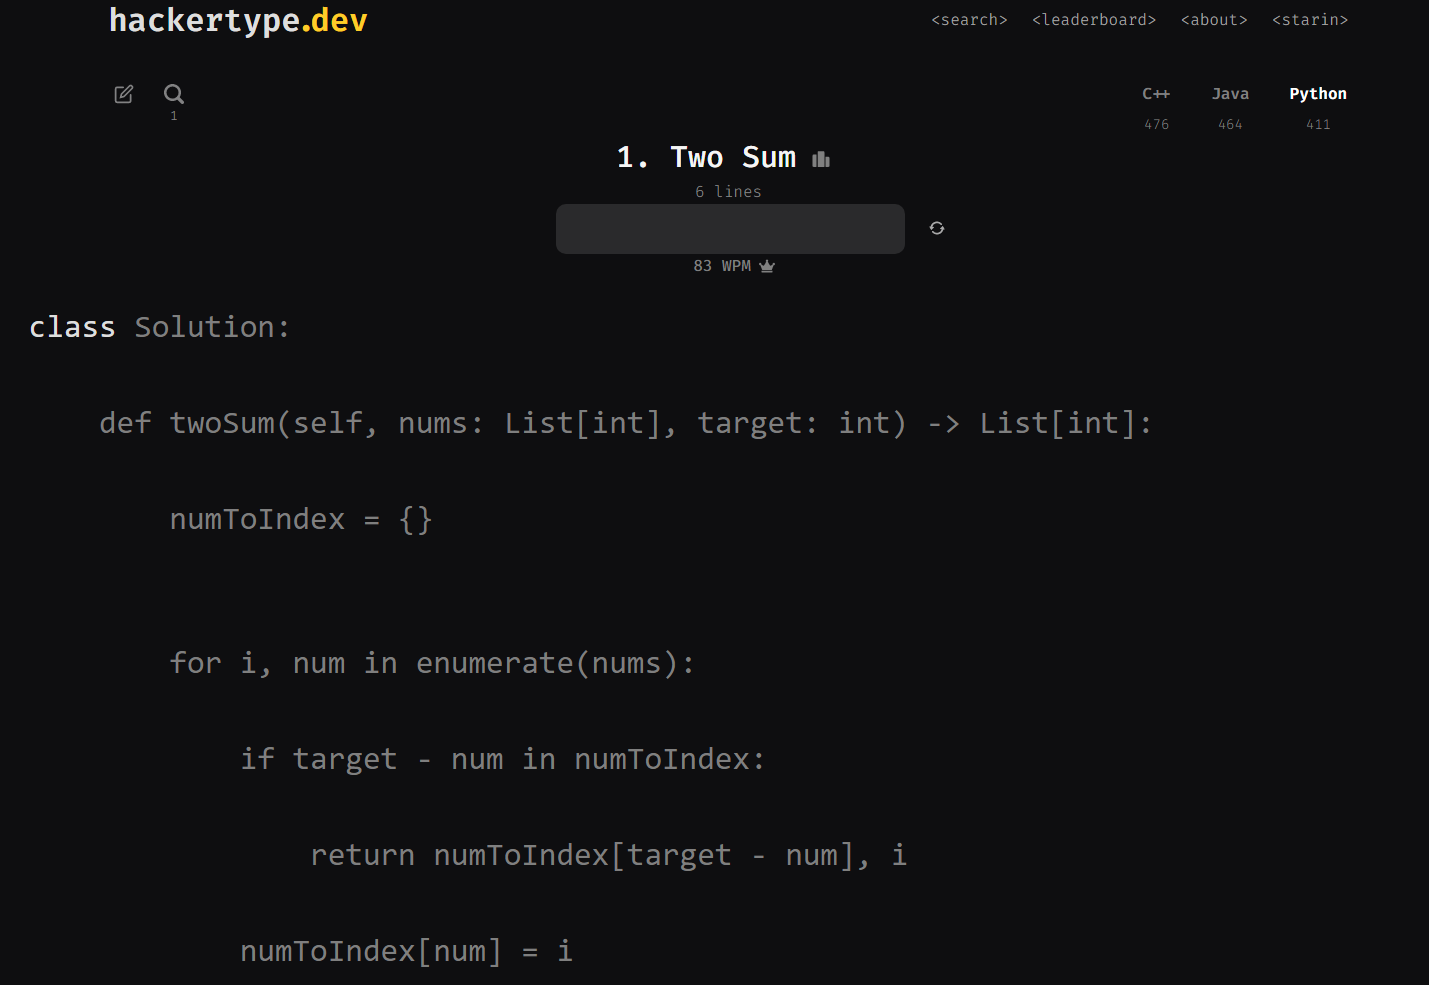 hackertype.dev
<search> <leaderboard> <about> <starin>
C++ Java Python
1
476 464 411
1. Two Sum
6 lines
83 WPM
class Solution:
def twoSum(self, nums: List[int], target: int) -> List[int]:
numToIndex = {}
for i, num in enumerate(nums):
if target - num in numToIndex:
return numToIndex[target - num], i
numToIndex[num] = i